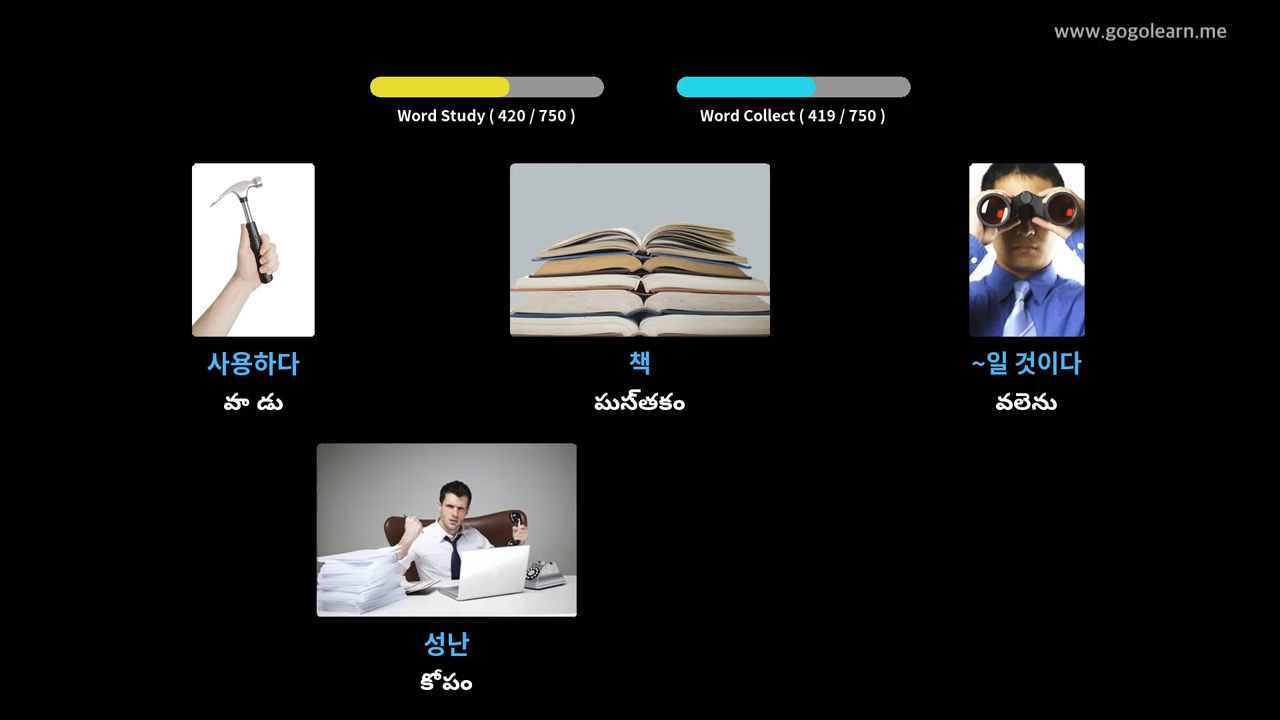 www.gogolearn.me
Word Study ( 420 / 750 )
Word Collect ( 419 / 750 )
사용하다
వా డు
책
పుస్తకం
~일 것이다
వలెను
성난
కోపం